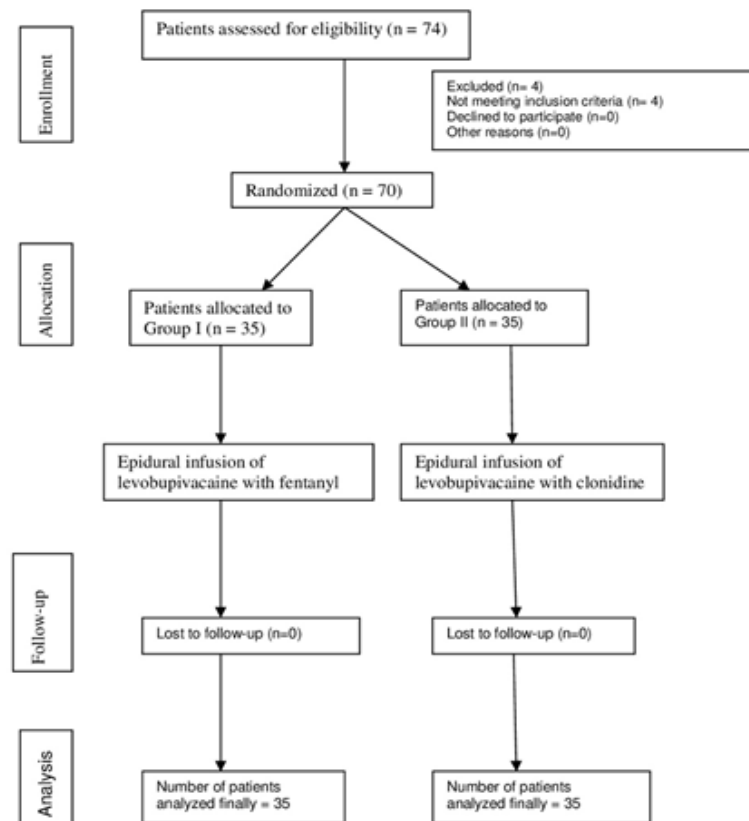 Enrollment
Patients assessed for eligibility (n = 74)
Excluded (n= 4)
Not meeting inclusion criteria (n= 4)
Declined to participate (n=0)
Other reasons (n=0)
Randomized (n = 70)
Allocation
Patients allocated to
Group I (n = 35)
Patients allocated to
Group II (n = 35)
Epidural infusion of
levobupivacaine with fentanyl
Epidural infusion of
levobupivacaine with clonidine
Follow-up
Lost to follow-up (n=0)
Lost to follow-up (n=0)
Analysis
Number of patients
analyzed finally = 35
Number of patients
analyzed finally = 35